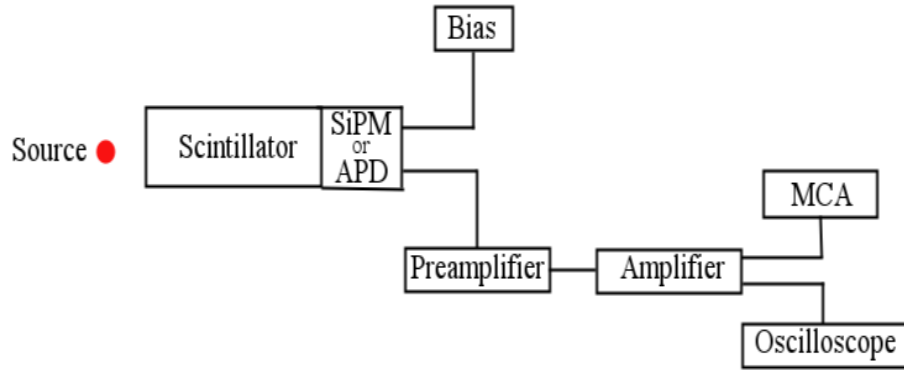 Bias
Source
Scintillator
SiPM
or
APD
MCA
Preamplifier
Amplifier
Oscilloscope